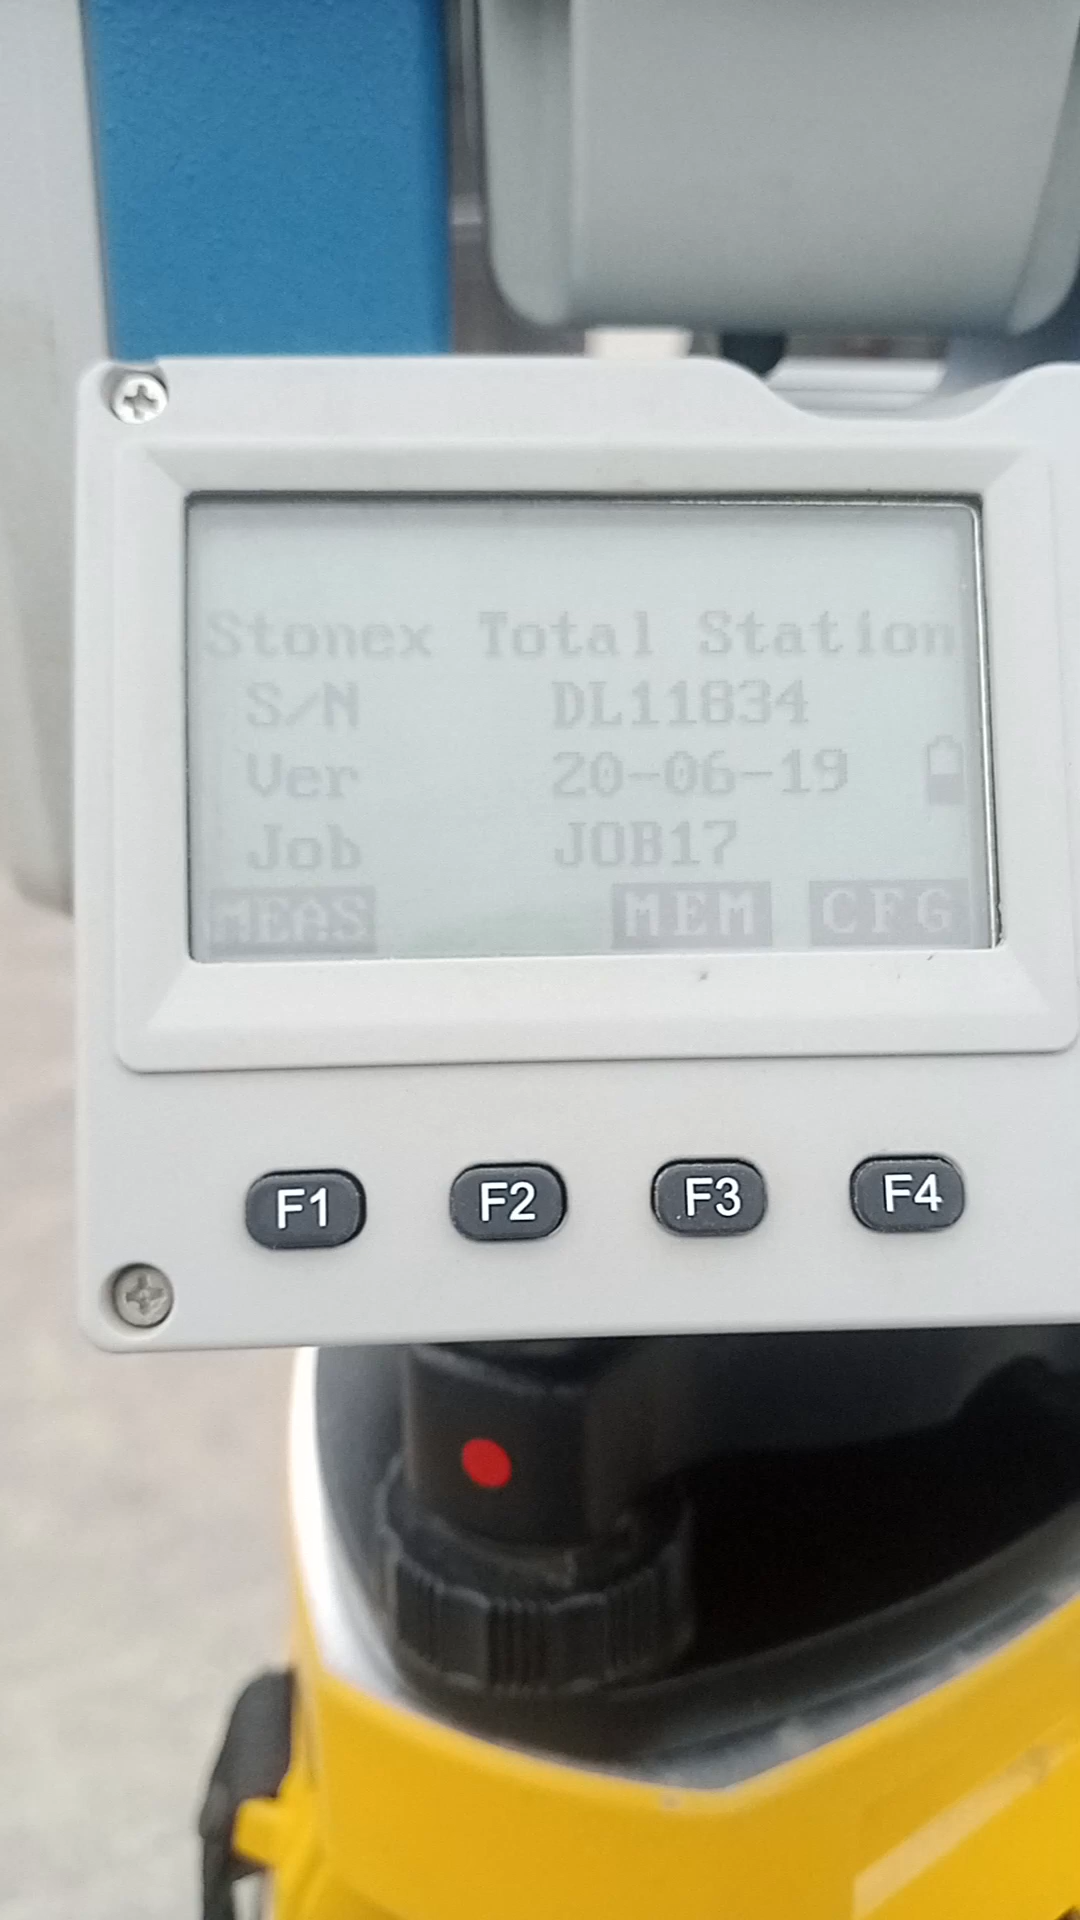 Stonex Total Station
S/N DL11834
Ver 20-06-19
Job JOB17
MEAS MEM CFG
F1 F2 F3 F4